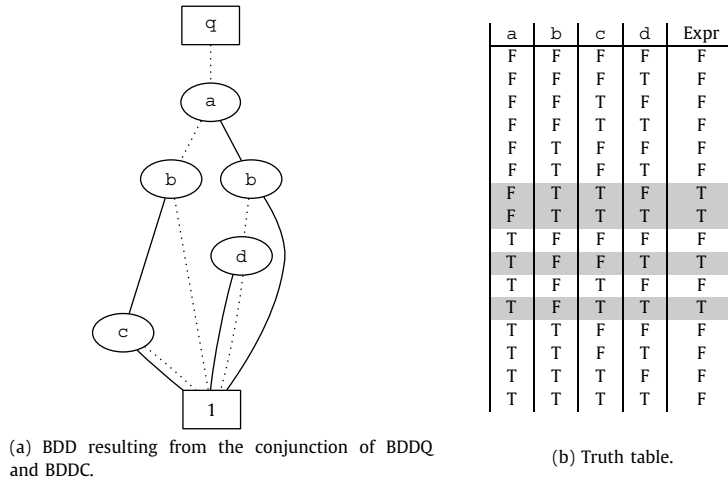 q
a
b b
d
c
1
(a) BDD resulting from the conjunction of BDDQ
and BDDC.
a b c d Expr
F F F F F
F F F T F
F F T F F
F F T T F
F T F F F
F T F T F
F T T F T
F T T T T
T F F F F
T F F T T
T F T F F
T F T T T
T T F F F
T T F T F
T T T F F
T T T T F
(b) Truth table.